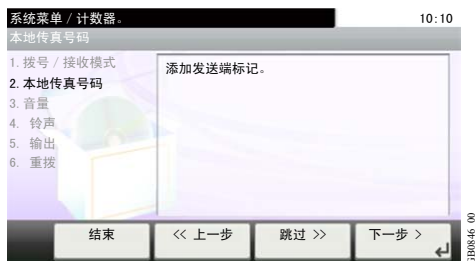 系统菜单 / 计数器。
10:10
本地传真号码
1. 拨号 / 接收模式
2. 本地传真号码
3. 音量
4. 铃声
5. 输出
6. 重拨
添加发送端标记。
结束
<< 上一步
跳过 >>
下一步 >
GB0846_00